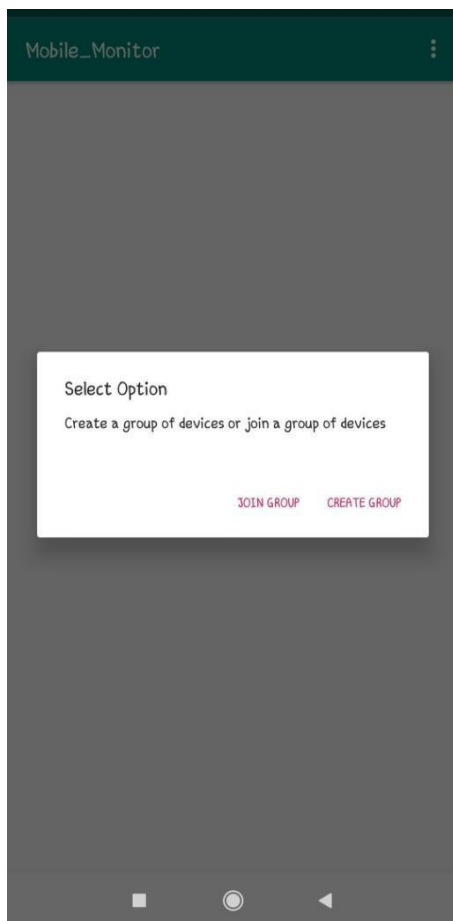 Mobile_Monitor
Select Option
Create a group of devices or join a group of devices
JOIN GROUP CREATE GROUP